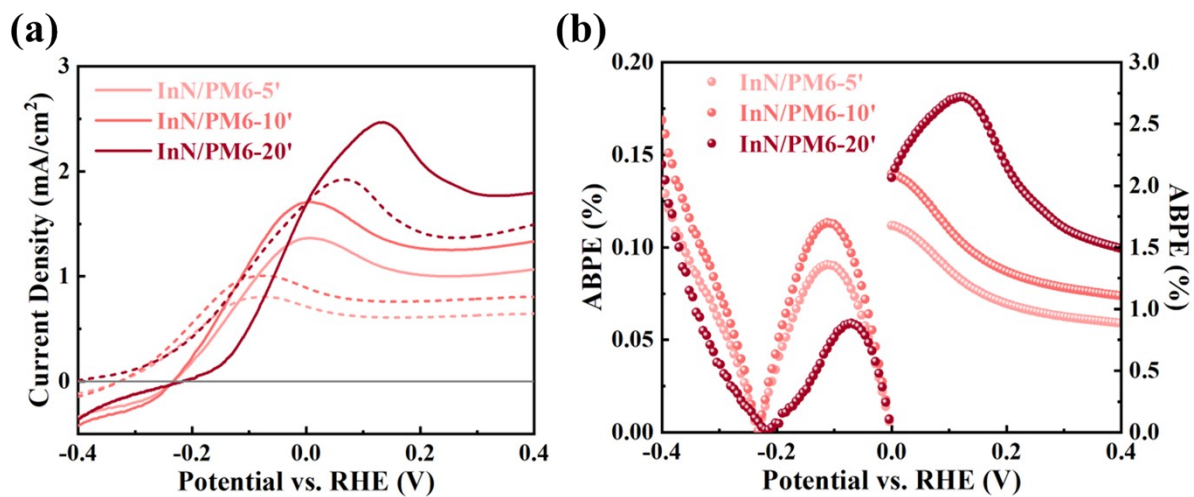 (a)
3
2
1
0
Current Density (mA/cm²)
InN/PM6-5'
InN/PM6-10'
InN/PM6-20'
-0.4
-0.2
0.0
0.2
0.4
Potential vs. RHE (V)
(b)
0.20
0.15
0.10
0.05
0.00
ABPE (%)
InN/PM6-5'
InN/PM6-10'
InN/PM6-20'
3.0
2.5
2.0
1.5
1.0
0.5
0.0
ABPE (%)
-0.4
-0.2
0.0
0.2
0.4
Potential vs. RHE (V)